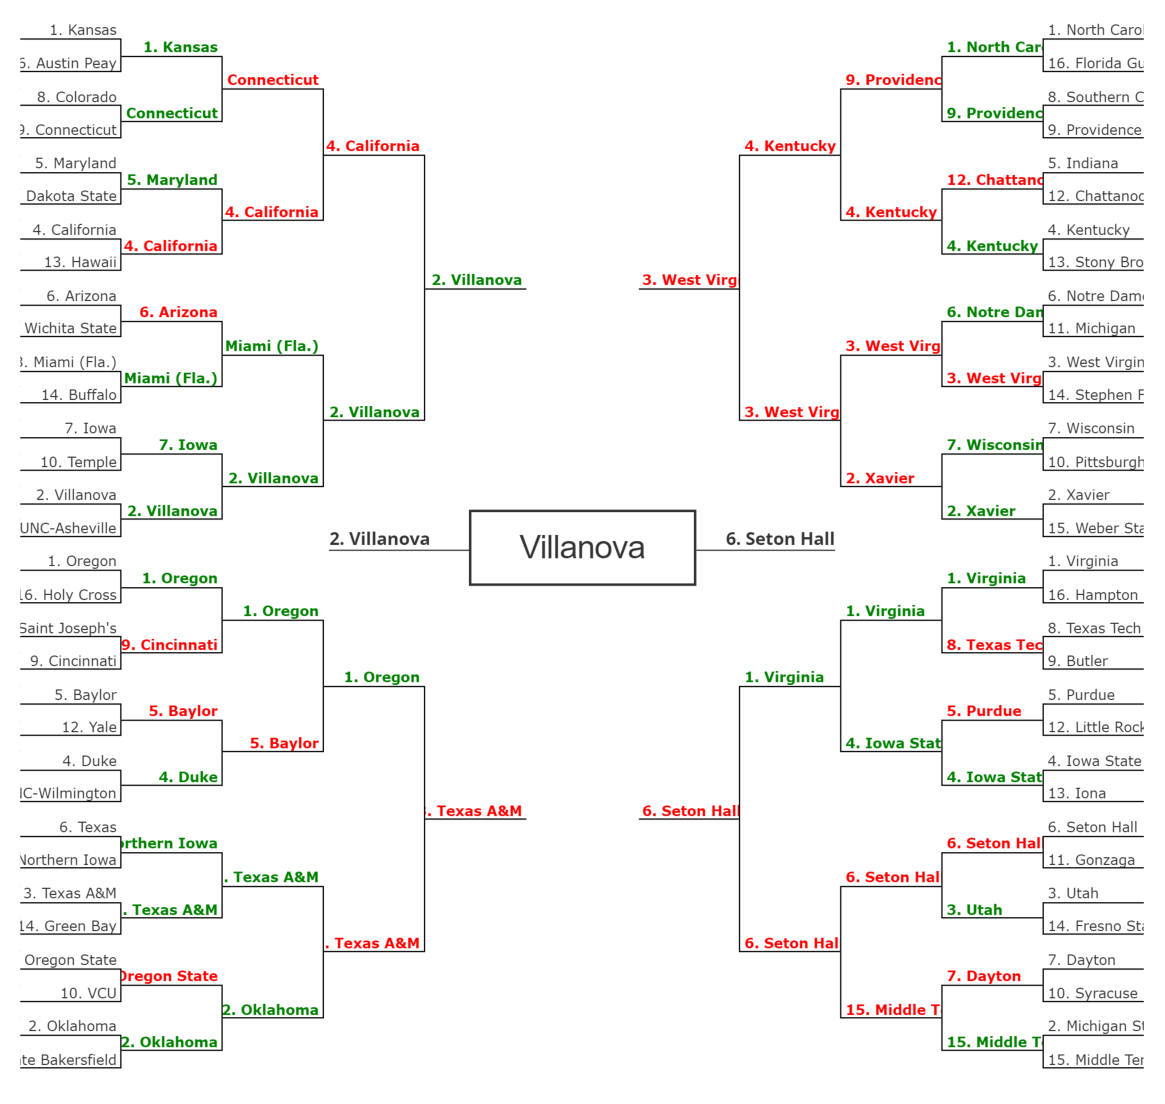 1. Kansas
6. Austin Peay
8. Colorado
9. Connecticut
5. Maryland
Dakota State
4. California
13. Hawaii
6. Arizona
Wichita State
3. Miami (Fla.)
14. Buffalo
7. Iowa
10. Temple
2. Villanova
UNC-Asheville
1. Oregon
16. Holy Cross
Saint Joseph's
9. Cincinnati
5. Baylor
12. Yale
4. Duke
NC-Wilmington
6. Texas
Northern Iowa
3. Texas A&M
14. Green Bay
Oregon State
10. VCU
2. Oklahoma
te Bakersfield
1. Kansas
Connecticut
5. Maryland
4. California
6. Arizona
Miami (Fla.)
7. Iowa
2. Villanova
1. Oregon
9. Cincinnati
5. Baylor
4. Duke
orthern Iowa
. Texas A&M
Oregon State
2. Oklahoma
Connecticut
4. California
Miami (Fla.)
2. Villanova
1. Oregon
5. Baylor
. Texas A&M
2. Oklahoma
4. California
2. Villanova
1. Oregon
. Texas A&M
2. Villanova
3. Texas A&M
2. Villanova
Villanova
6. Seton Hall
3. West Virg
6. Seton Hall
4. Kentucky
3. West Virg
1. Virginia
6. Seton Hal
9. Providenc
4. Kentucky
3. West Virg
2. Xavier
1. Virginia
4. Iowa Stat
6. Seton Hal
15. Middle T
1. North Car
9. Providenc
12. Chattano
4. Kentucky
6. Notre Dam
3. West Virg
7. Wisconsin
2. Xavier
1. Virginia
8. Texas Tec
5. Purdue
4. Iowa Stat
6. Seton Hal
3. Utah
7. Dayton
15. Middle T
1. North Carol
16. Florida Gu
8. Southern C
9. Providence
5. Indiana
12. Chattanoo
4. Kentucky
13. Stony Bro
6. Notre Dame
11. Michigan
3. West Virgin
14. Stephen F
7. Wisconsin
10. Pittsburgh
2. Xavier
15. Weber Sta
1. Virginia
16. Hampton
8. Texas Tech
9. Butler
5. Purdue
12. Little Rock
4. Iowa State
13. Iona
6. Seton Hall
11. Gonzaga
3. Utah
14. Fresno Sta
7. Dayton
10. Syracuse
2. Michigan St
15. Middle Ten